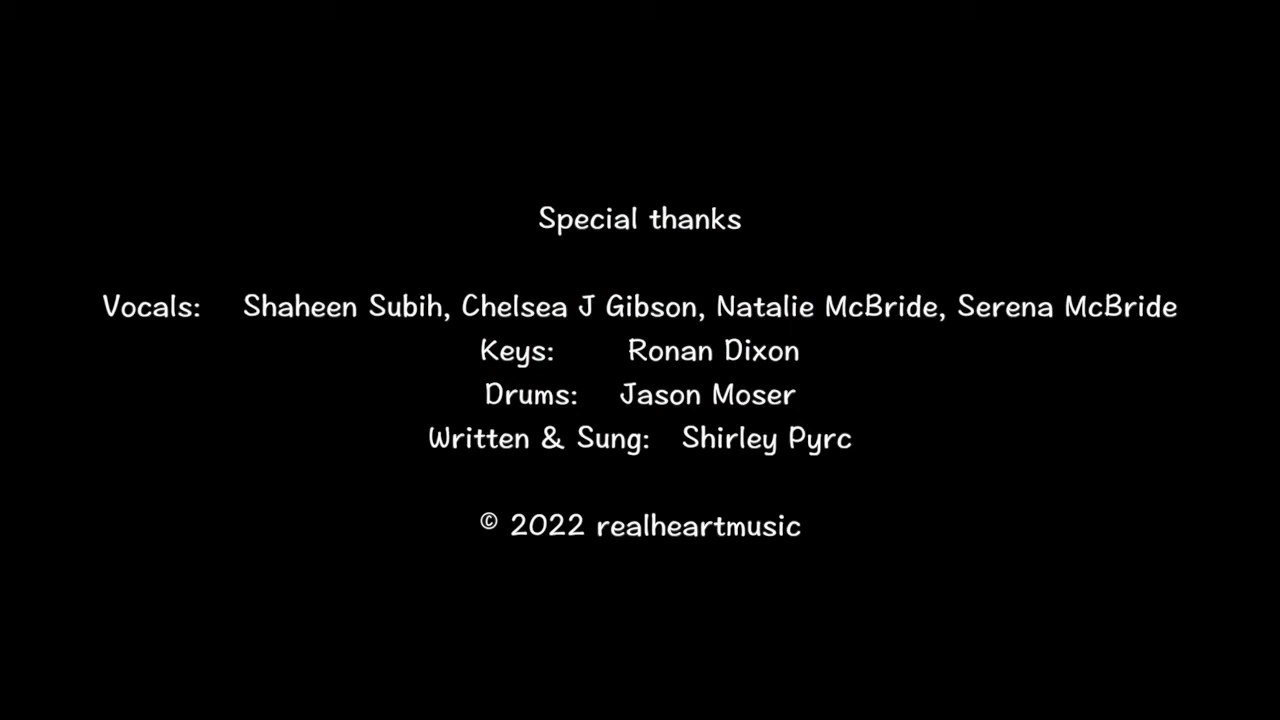 Special thanks
Vocals: Shaheen Subih, Chelsea J Gibson, Natalie McBride, Serena McBride
Keys: Ronan Dixon
Drums: Jason Moser
Written & Sung: Shirley Pyrc
© 2022 realheartmusic